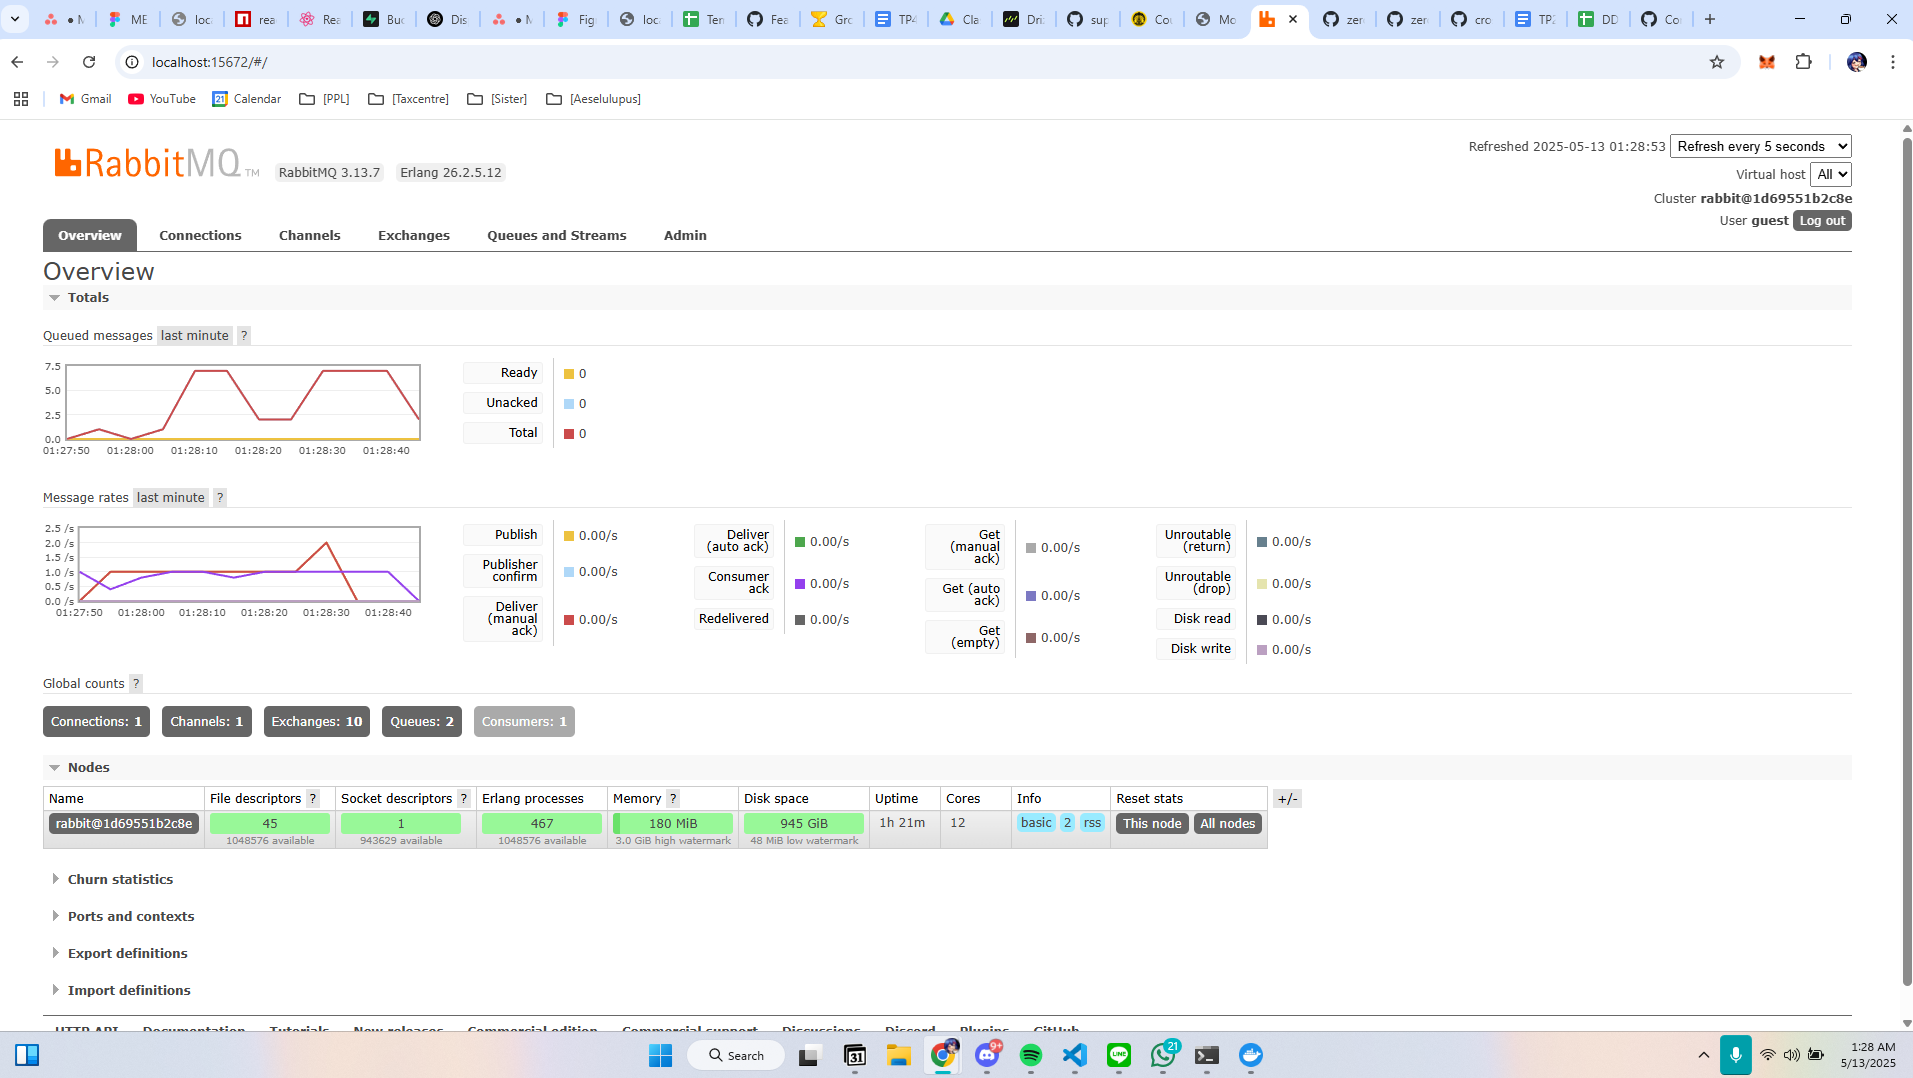 M
ME
loc
rea
Rea
Buc
Dis
M
Fig
loc
Ten
Fea
Gro
TP4
Cla
Dri
sup
Cou
Mo
zer
zer
cro
TP2
DD
Co
localhost:15672/#/
Gmail YouTube Calendar [PPL] [Taxcentre] [Sister] [Aeselulupus]
RabbitMQ TM RabbitMQ 3.13.7 Erlang 26.2.5.12
Refreshed 2025-05-13 01:28:53 Refresh every 5 seconds
Virtual host All
Cluster rabbit@1d69551b2c8e
User guest Log out
Overview Connections Channels Exchanges Queues and Streams Admin
Overview
Totals
Queued messages last minute ?
7.5
5.0
2.5
0.0
01:27:50 01:28:00 01:28:10 01:28:20 01:28:30 01:28:40
Ready 0
Unacked 0
Total 0
Message rates last minute ?
2.5 /s
2.0 /s
1.5 /s
1.0 /s
0.5 /s
0.0 /s
01:27:50 01:28:00 01:28:10 01:28:20 01:28:30 01:28:40
Publish 0.00/s
Publisher
confirm 0.00/s
Deliver
(manual
ack) 0.00/s
Deliver
(auto ack) 0.00/s
Consumer
ack 0.00/s
Redelivered 0.00/s
Get
(manual
ack) 0.00/s
Get (auto
ack) 0.00/s
Get
(empty) 0.00/s
Unroutable
(return) 0.00/s
Unroutable
(drop) 0.00/s
Disk read 0.00/s
Disk write 0.00/s
Global counts ?
Connections: 1 Channels: 1 Exchanges: 10 Queues: 2 Consumers: 1
Nodes
Name File descriptors ? Socket descriptors ? Erlang processes Memory ? Disk space Uptime Cores Info Reset stats +/-
rabbit@1d69551b2c8e 45 1 467 180 MiB 945 GiB 1h 21m 12 basic 2 rss This node All nodes
1048576 available 943629 available 1048576 available 3.0 GiB high watermark 48 MiB low watermark
Churn statistics
Ports and contexts
Export definitions
Import definitions
HTTP API Documentation Tutorials New releases Commercial edition Commercial support Discussions Discord Plugins GitHub
Search
31
9+
LINE
21
1:28 AM
5/13/2025